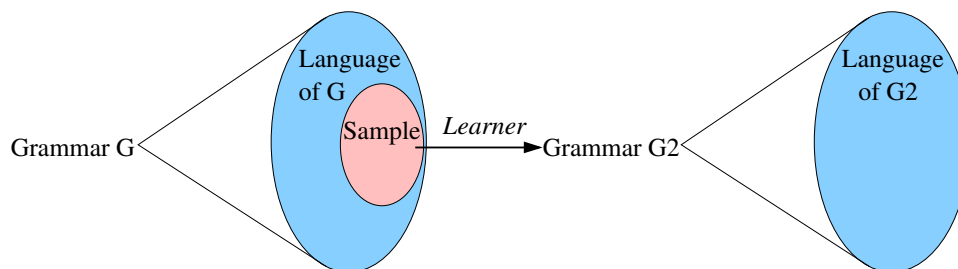 Language
of G
Sample
Grammar G
Learner
Grammar G2
Language
of G2